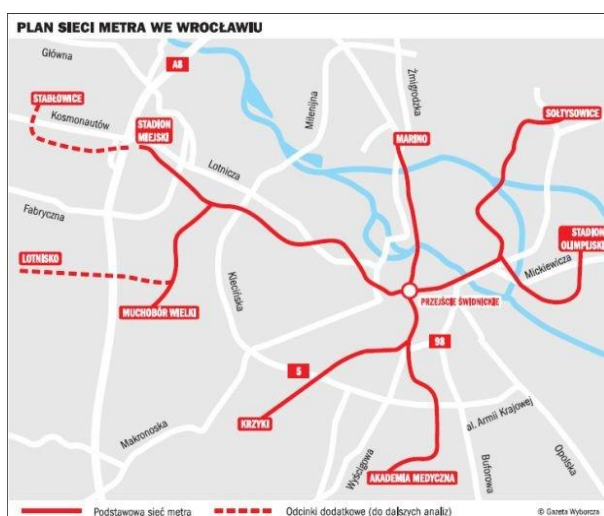 PLAN SIECI METRA WE WROCŁAWIU
Główna
A8
Żmigrodzka
Milenijna
STABŁOWICE
SOŁTYSOWICE
Kosmonautów
STADION
MIEJSKI
MARINO
Lotnicza
Fabryczna
STADION
OLIMPIJSKI
LOTNISKO
Mickiewicza
Klecińska
PRZEJŚCIE ŚWIDNICKIE
MUCHOBÓR WIELKI
98
5
KRZYKI
al. Armii Krajowej
Makronoska
Wyścigowa
AKADEMIA MEDYCZNA
Buforowa
Opolska
Podstawowa sieć metra
Odcinki dodatkowe (do dalszych analiz)
© Gazeta Wyborcza